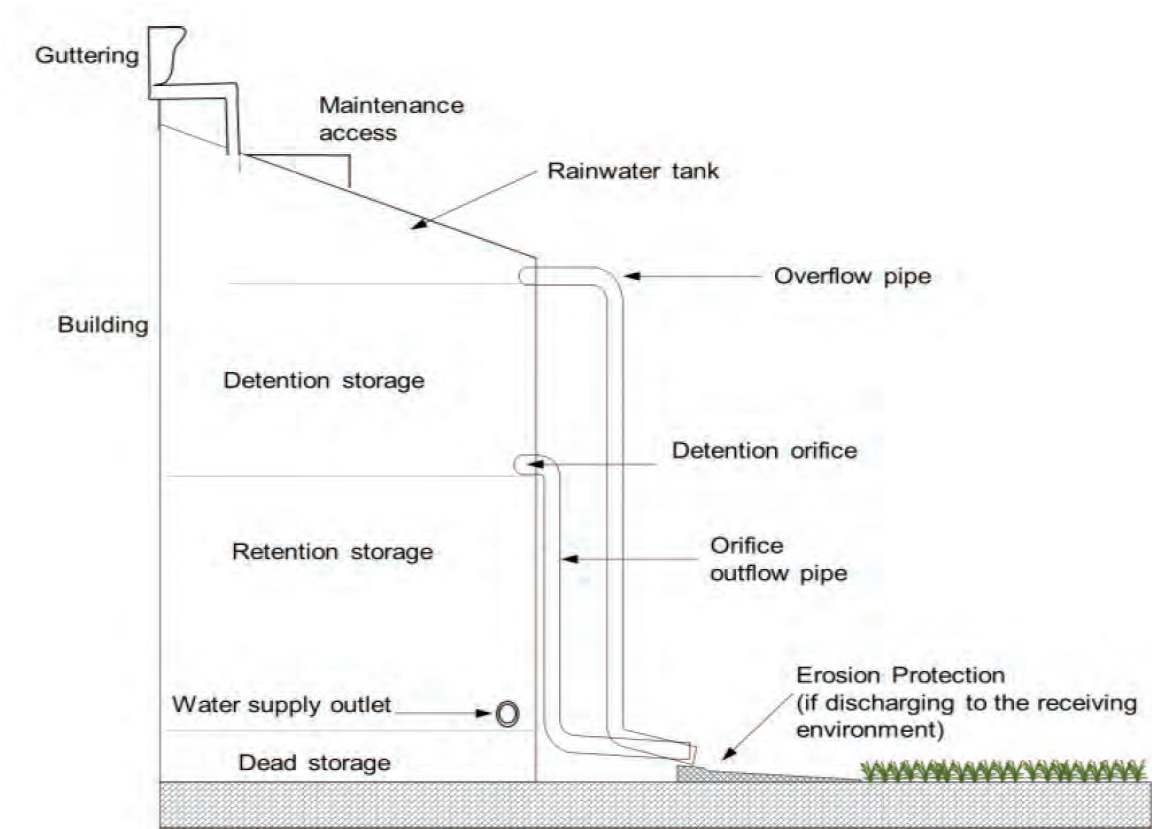 Guttering
Maintenance
access
Rainwater tank
Overflow pipe
Building
Detention storage
Detention orifice
Retention storage
Orifice
outflow pipe
Erosion Protection
(if discharging to the receiving
environment)
Water supply outlet
Dead storage